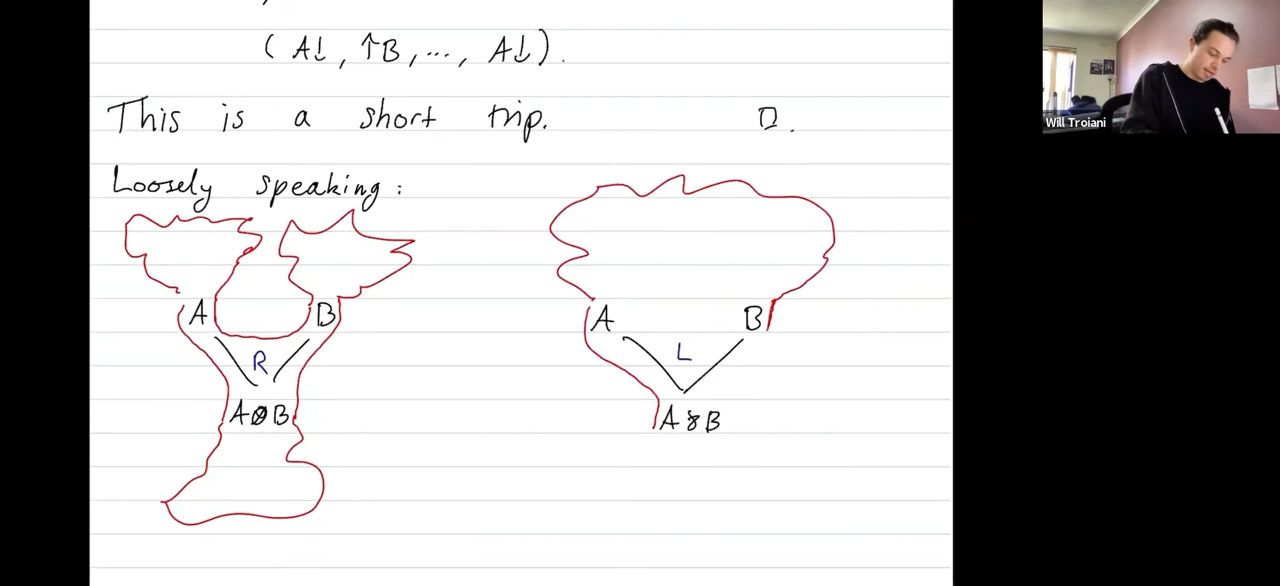 ( A↓ , ↑B , ... , A↓ ) .
This is a short trip. □ .
Loosely speaking :
A B A B
R L
A⊗B A⅋B
Will Troiani